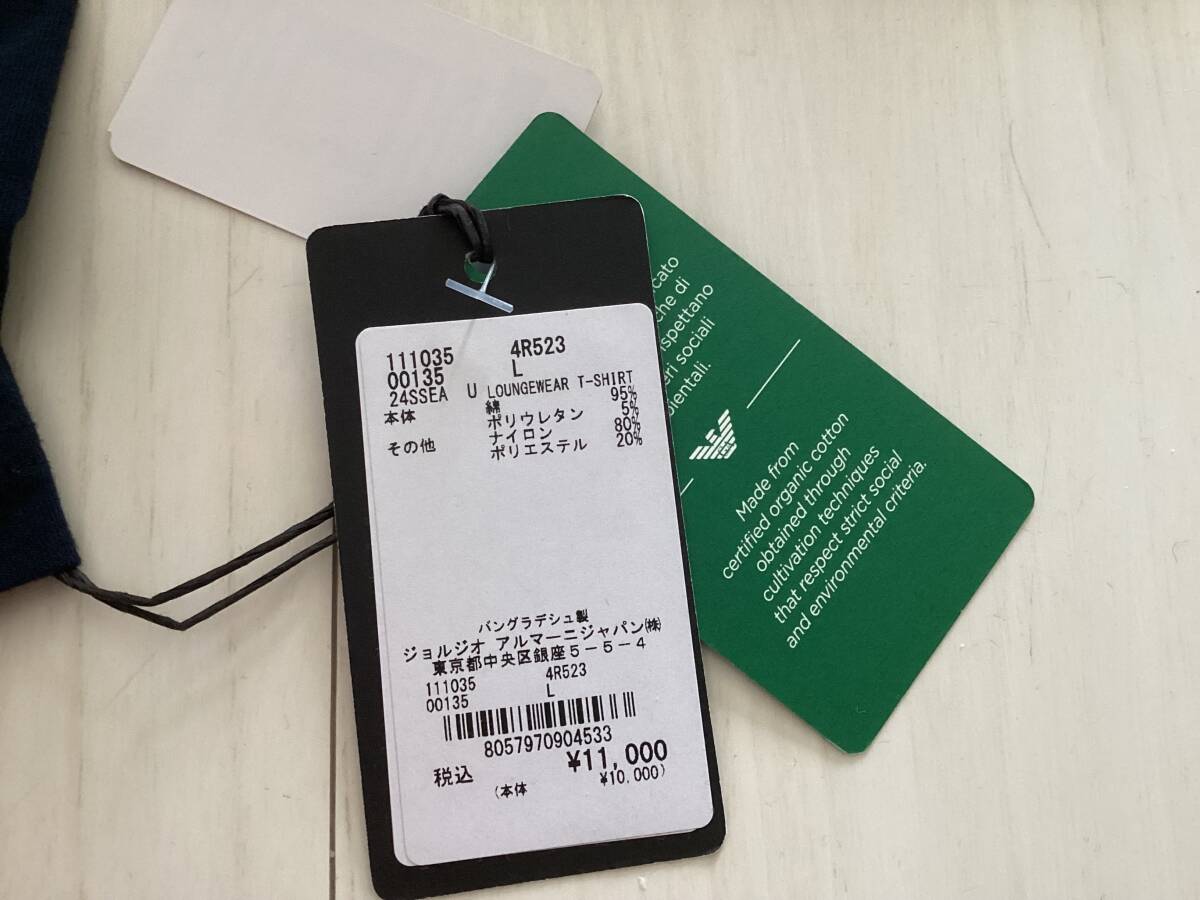 111035 4R523
00135 L
24SSEA U LOUNGEWEAR T-SHIRT
本体 綿 95%
ポリウレタン 5%
その他 ナイロン 80%
ポリエステル 20%
バングラデシュ製
ジョルジオ アルマーニジャパン㈱
東京都中央区銀座5-5-4
111035 4R523
00135 L
8057970904533
税込 ¥11,000
(本体 ¥10.000)
di
sociali
Made from
certified organic cotton
obtained through
cultivation techniques
that respect strict social
and environmental criteria.